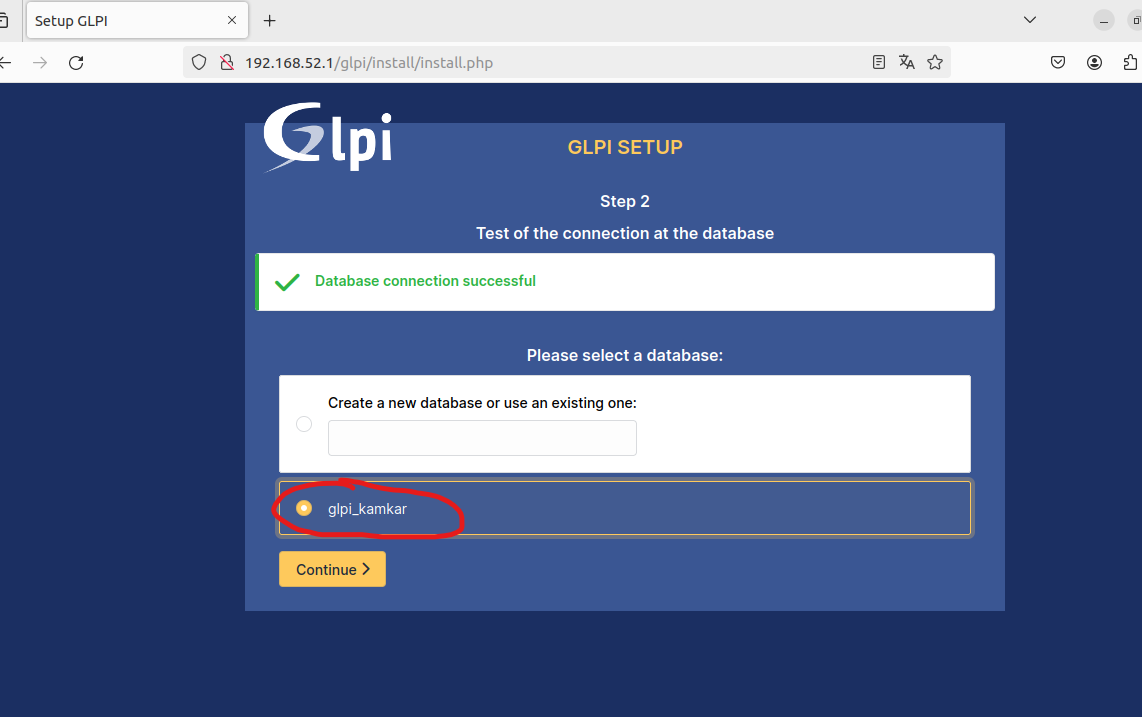 Setup GLPI
192.168.52.1/glpi/install/install.php
Glpi
GLPI SETUP
Step 2
Test of the connection at the database
Database connection successful
Please select a database:
Create a new database or use an existing one:
glpi_kamkar
Continue